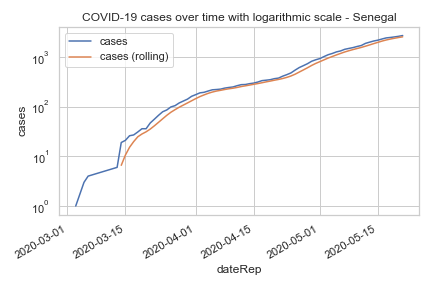 COVID-19 cases over time with logarithmic scale - Senegal
cases
cases (rolling)
10³
10²
10¹
10⁰
cases
2020-03-01
2020-03-15
2020-04-01
2020-04-15
2020-05-01
2020-05-15
dateRep